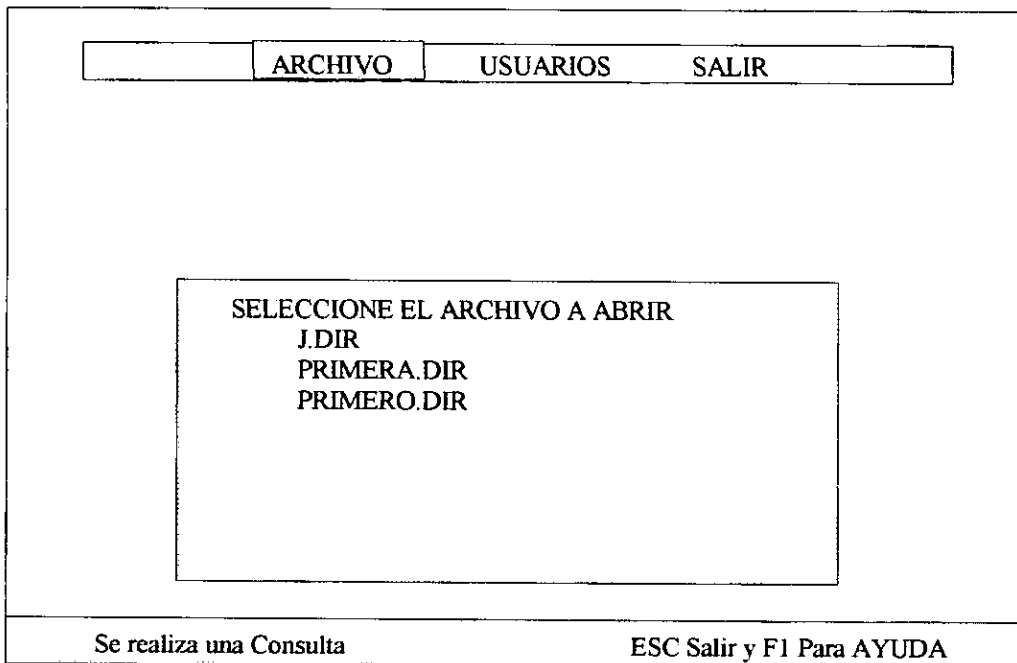 ARCHIVO USUARIOS SALIR
SELECCIONE EL ARCHIVO A ABRIR
J.DIR
PRIMERA.DIR
PRIMERO.DIR
Se realiza una Consulta ESC Salir y F1 Para AYUDA